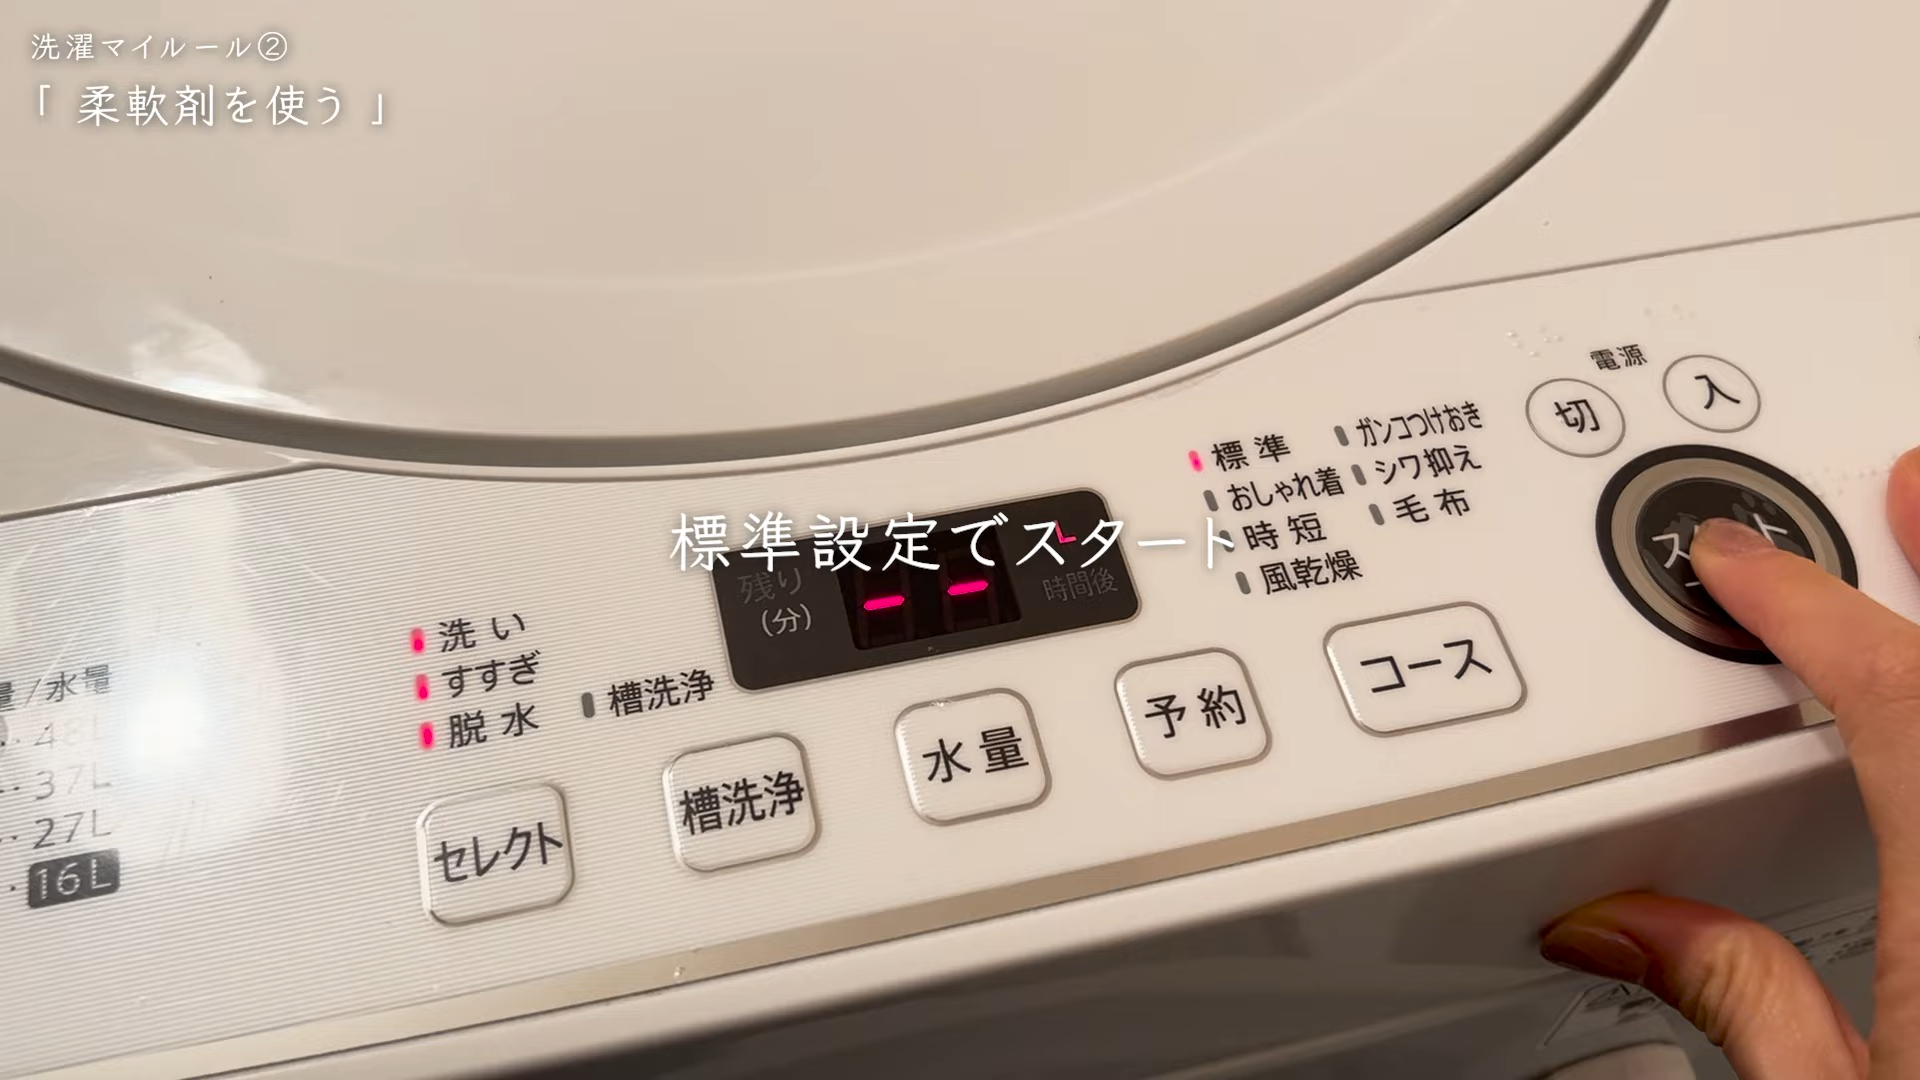 洗濯マイルール②
「 柔軟剤を使う 」
電源
切
入
標準
ガンコつけおき
おしゃれ着
シワ抑え
時短
毛布
風乾燥
標準設定でスタート
残り
(分)
時間後
洗い
すすぎ
脱水
槽洗浄
量/水量
48L
37L
27L
16L
セレクト
槽洗浄
水量
予約
コース